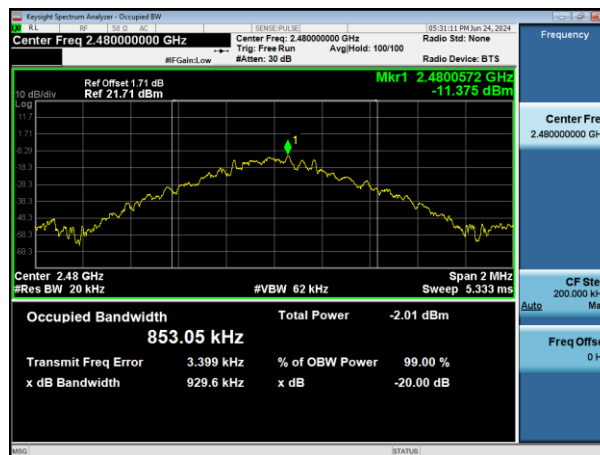 Keysight Spectrum Analyzer - Occupied BW
RL RF 50 Ω AC SENSE:PULSE 05:31:11 PM Jun 24, 2024
Center Freq 2.480000000 GHz
Center Freq: 2.480000000 GHz
Radio Std: None
Trig: Free Run
Avg|Hold: 100/100
#IFGain:Low
#Atten: 30 dB
Radio Device: BTS
Frequency
Ref Offset 1.71 dB
Mkr1 2.4800572 GHz
10 dB/div
Ref 21.71 dBm
-11.375 dBm
Log
11.7
1.71
-8.29
-18.3
-28.3
-38.3
-48.3
-58.3
-68.3
1
Center 2.48 GHz
Span 2 MHz
#Res BW 20 kHz
#VBW 62 kHz
Sweep 5.333 ms
Occupied Bandwidth
Total Power -2.01 dBm
853.05 kHz
Transmit Freq Error 3.399 kHz
% of OBW Power 99.00 %
x dB Bandwidth 929.6 kHz
x dB -20.00 dB
Center Fre
2.480000000 GH
CF Ste
200.000 kH
Auto Ma
Freq Offse
0 H
MSG
STATUS